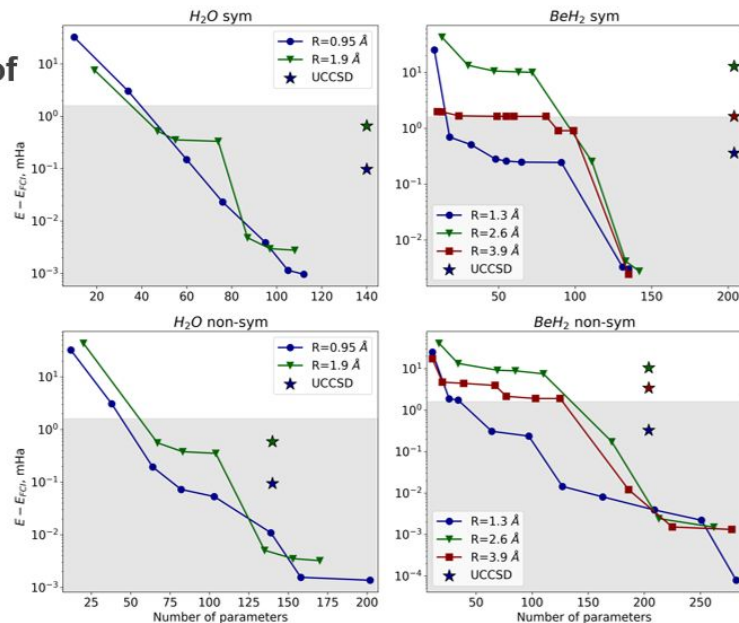 of
H₂O sym
10¹
10⁰
10⁻¹
10⁻²
10⁻³
E − E_FCI, mHa
R=0.95 Å
R=1.9 Å
UCCSD
20 40 60 80 100 120 140
BeH₂ sym
10¹
10⁰
10⁻¹
10⁻²
R=1.3 Å
R=2.6 Å
R=3.9 Å
UCCSD
50 100 150 200
H₂O non-sym
10¹
10⁰
10⁻¹
10⁻²
10⁻³
E − E_FCI, mHa
R=0.95 Å
R=1.9 Å
UCCSD
25 50 75 100 125 150 175 200
Number of parameters
BeH₂ non-sym
10¹
10⁰
10⁻¹
10⁻²
10⁻³
10⁻⁴
R=1.3 Å
R=2.6 Å
R=3.9 Å
UCCSD
50 100 150 200 250
Number of parameters